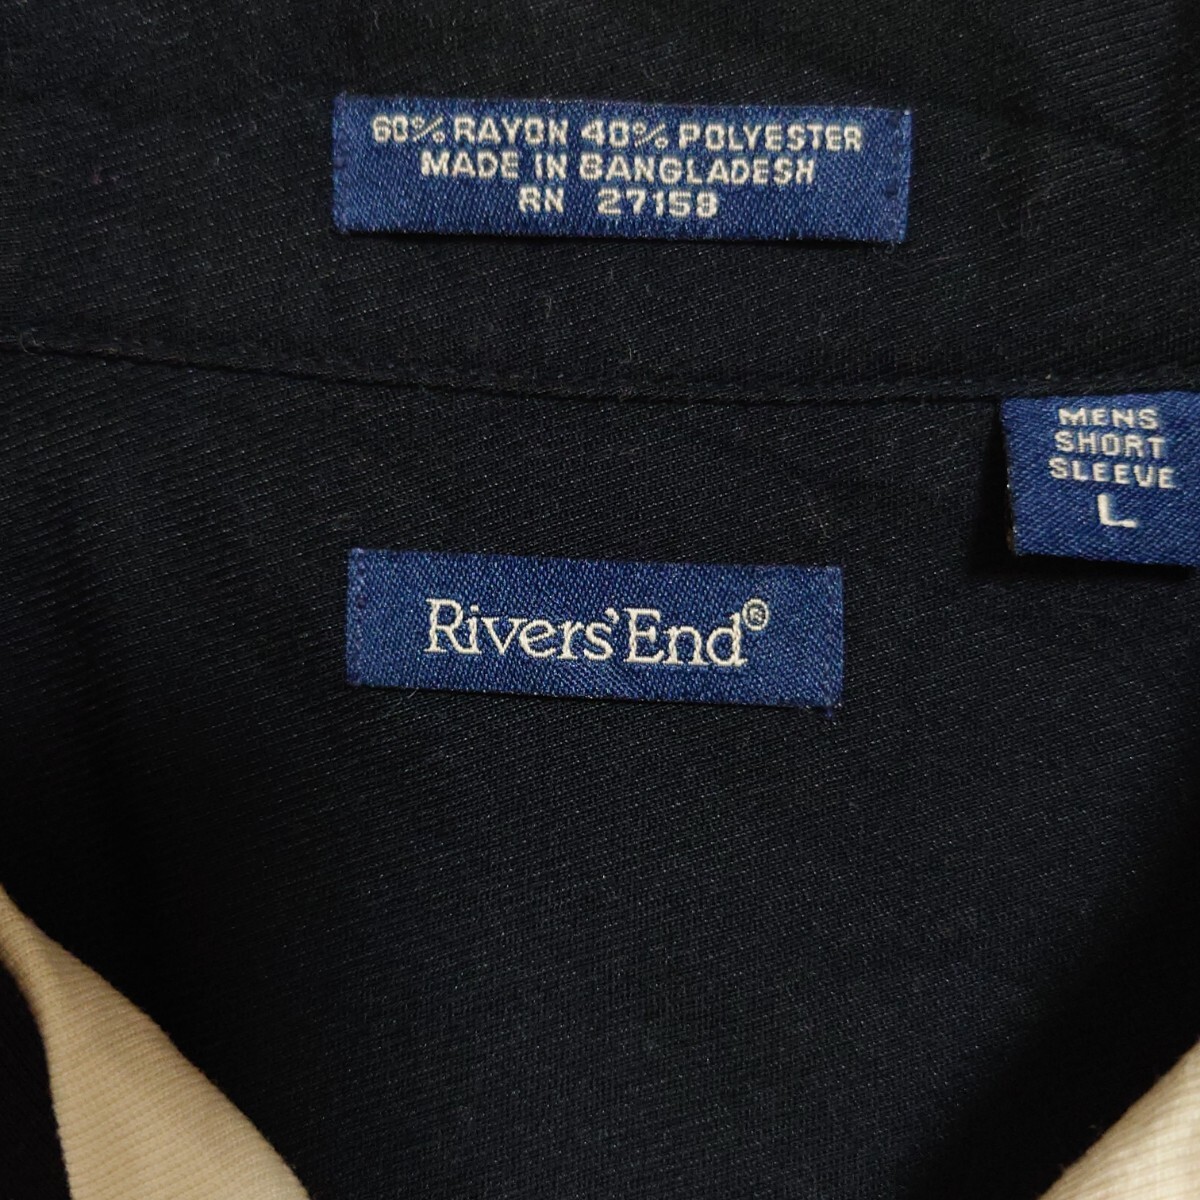 60% RAYON 40% POLYESTER
MADE IN BANGLADESH
RN 27159
MENS
SHORT
SLEEVE
L
Rivers'End®